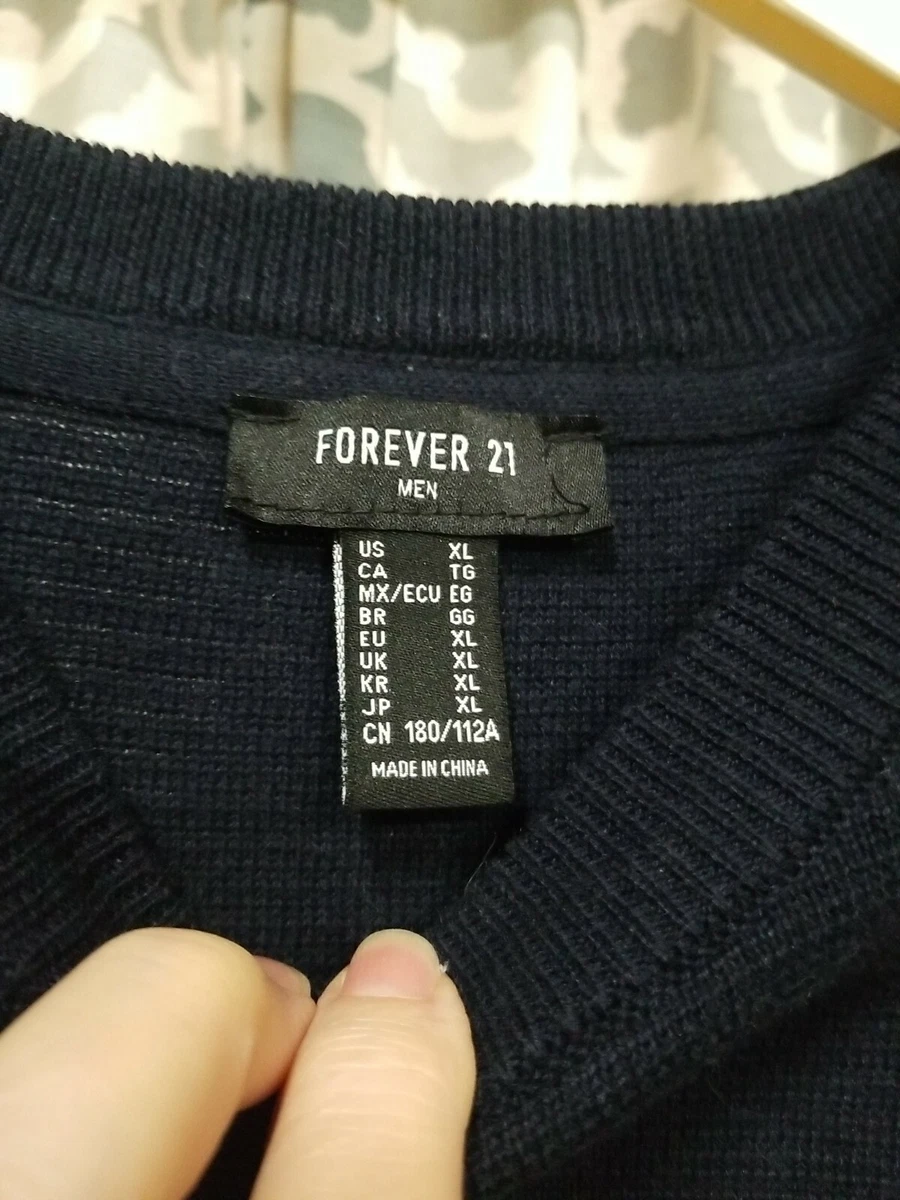 FOREVER 21
MEN
US XL
CA TG
MX/ECU EG
BR GG
EU XL
UK XL
KR XL
JP XL
CN 180/112A
MADE IN CHINA